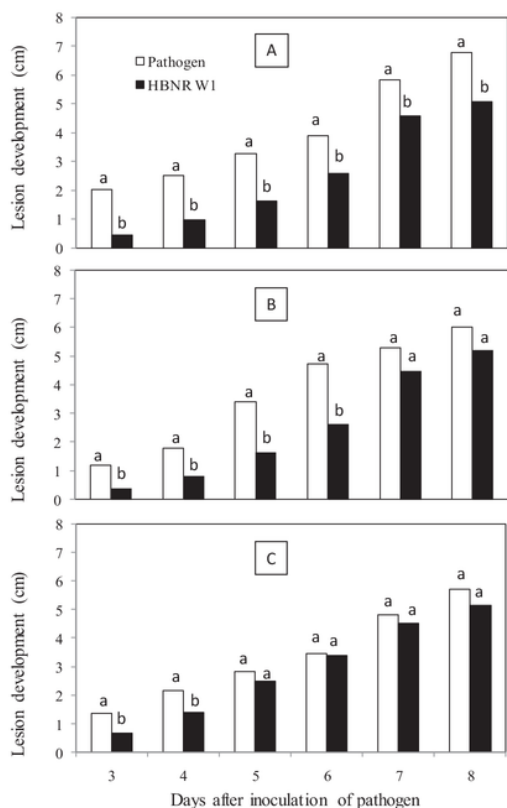 A
Pathogen
HBNR W1
Lesion development (cm)
8
7
6
5
4
3
2
1
0
a b a b a b a b a b a b
B
Lesion development (cm)
8
7
6
5
4
3
2
1
0
a b a b a b a b a a a a
C
Lesion development (cm)
8
7
6
5
4
3
2
1
0
a b a b a a a a a a a a
3 4 5 6 7 8
Days after inoculation of pathogen